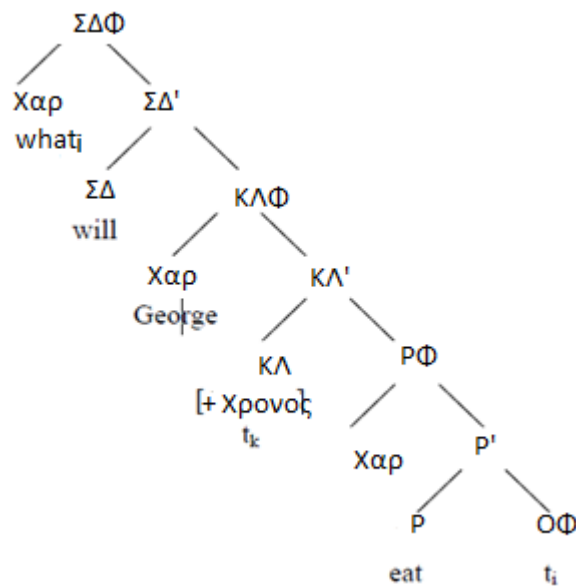 ΣΔΦ
Χαρ ΣΔ'
whatᵢ
ΣΔ ΚΛΦ
will
Χαρ ΚΛ'
George
ΚΛ ΡΦ
[+ Χρονος]
tₖ Χαρ Ρ'
Ρ ΟΦ
eat tᵢ